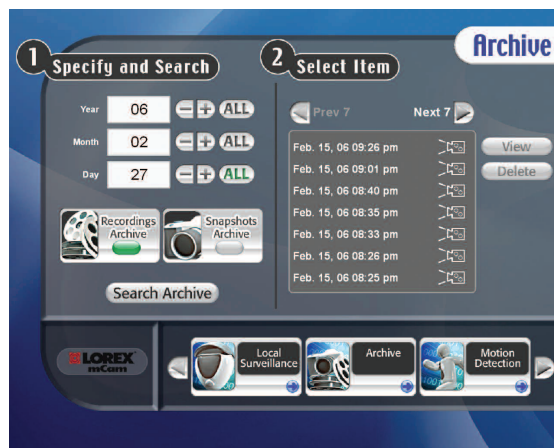 Archive
1 Specify and Search
Year 06 − + ALL
Month 02 − + ALL
Day 27 − + ALL
Recordings
Archive
Snapshots
Archive
Search Archive
2 Select Item
Prev 7 Next 7
Feb. 15, 06 09:26 pm
Feb. 15, 06 09:01 pm
Feb. 15, 06 08:40 pm
Feb. 15, 06 08:35 pm
Feb. 15, 06 08:33 pm
Feb. 15, 06 08:26 pm
Feb. 15, 06 08:25 pm
View
Delete
LOREX
mCam
Local
Surveillance
Archive
Motion
Detection